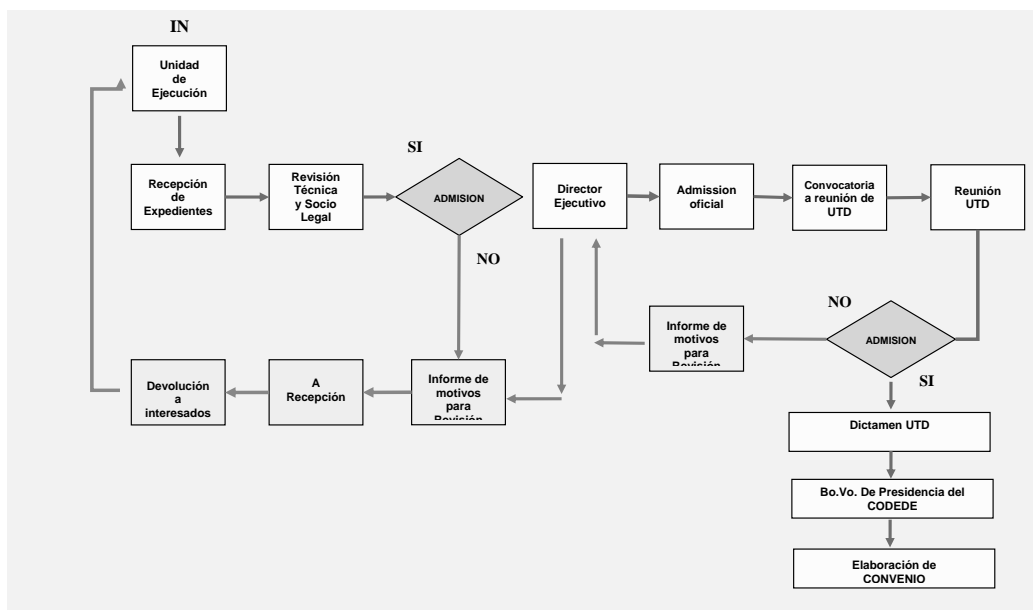 IN
Unidad
de
Ejecución
SI
Recepción
de
Expedientes
Revisión
Técnica
y Socio
Legal
ADMISION
Director
Ejecutivo
Admission
oficial
Convocatoria
a reunión de
UTD
Reunión
UTD
NO
NO
Informe de
motivos
para
Revisión
ADMISION
SI
Devolución
a
interesados
A
Recepción
Informe de
motivos
para
Revisión
Dictamen UTD
Bo.Vo. De Presidencia del
CODEDE
Elaboración de
CONVENIO